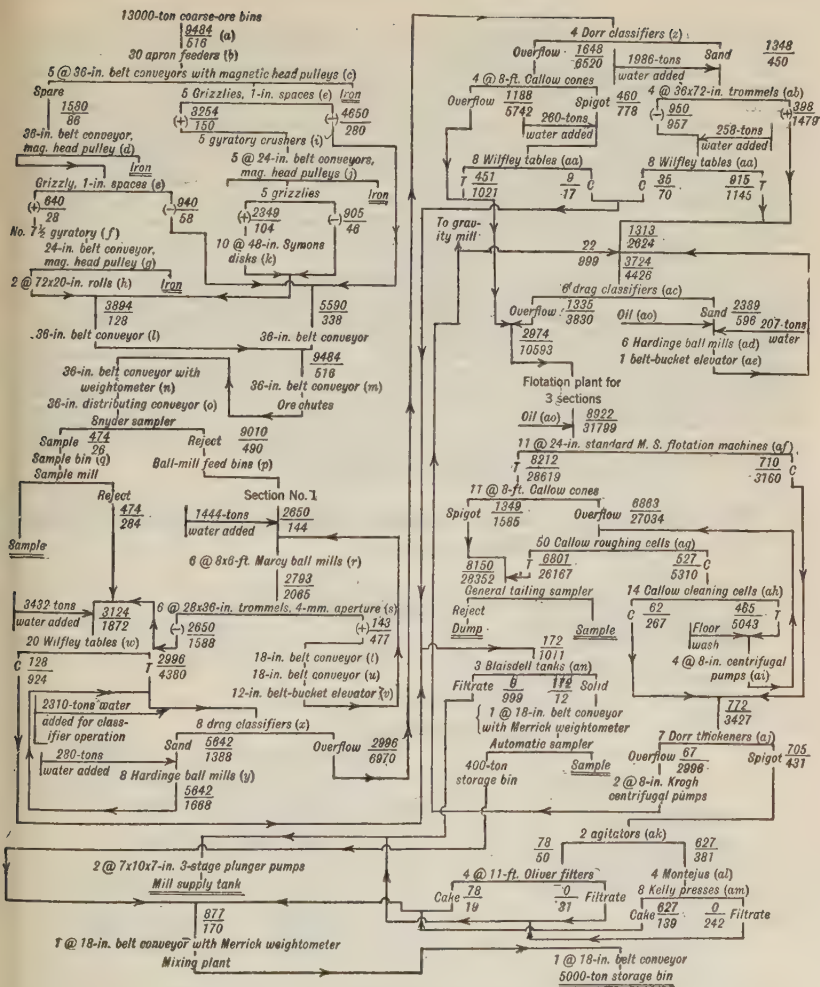 13000-ton coarse-ore bins
9484
516 (a)
30 apron feeders (b)
5 @ 36-in. belt conveyors with magnetic head pulleys (c)
Spare
1580
86
5 Grizzlies, 1-in. spaces (e)
Iron
(+) 3254
150
(-) 4650
280
36-in. belt conveyor,
mag. head pulley (d)
Iron
5 gyratory crushers (i)
5 @ 24-in. belt conveyors,
mag. head pulleys (j)
Grizzly, 1-in. spaces (e)
5 grizzlies
Iron
(+) 640
28
(-) 940
58
(+) 2349
104
(-) 905
46
No. 7½ gyratory (f)
24-in. belt conveyor,
mag. head pulley (g)
10 @ 48-in. Symons
disks (k)
2 @ 72x20-in. rolls (h)
Iron
3894
128
5590
338
36-in. belt conveyor (l)
36-in. belt conveyor
9484
516
36-in. belt conveyor with
weightometer (n)
36-in. belt conveyor (m)
36-in. distributing conveyor (o)
Ore chutes
Snyder sampler
Sample
474
26
Reject
9010
490
Sample bin (q)
Sample mill
Ball-mill feed bins (p)
Reject
474
284
Section No. 1
1444-tons
water added
2650
144
Sample
6 @ 8x6-ft. Marcy ball mills (r)
2793
2065
3432 tons
water added
3124
1872
6 @ 28x36-in. trommels, 4-mm. aperture (s)
(-) 2650
1588
(+) 143
477
20 Wilfley tables (w)
C 128
924
T 2996
4380
18-in. belt conveyor (t)
18-in. belt conveyor (u)
12-in. belt-bucket elevator (v)
2310-tons water
added for class-
ifier operation
8 drag classifiers (x)
280-tons
water added
Sand 5642
1388
Overflow 2996
6970
8 Hardinge ball mills (y)
5642
1668
2 @ 7x10x7-in. 3-stage plunger pumps
Mill supply tank
877
170
1 @ 18-in. belt conveyor with Merrick weightometer
Mixing plant
4 Dorr classifiers (z)
Overflow 1648
6520
1986-tons
water added
Sand
1348
450
4 @ 8-ft. Callow cones
Overflow 1188
5742
Spigot 460
778
4 @ 36x72-in. trommels (ab)
(-) 950
957
(+) 398
1479
260-tons
water added
258-tons
water added
8 Wilfley tables (aa)
T 451
1021
9
17 C
8 Wilfley tables (aa)
C 35
70
915
1145 T
To grav-
ity mill
22
999
1313
2624
3724
4426
6 drag classifiers (ac)
Overflow 1335
3830
Oil (ao)
Sand 2389
596
207-tons
water
2974
10593
6 Hardinge ball mills (ad)
1 belt-bucket elevator (ae)
Flotation plant for
3 sections
Oil (ao)
8922
31799
11 @ 24-in. standard M. S. flotation machines (af)
T 8212
28619
710
3160 C
11 @ 8-ft. Callow cones
Spigot 1349
1585
Overflow 6863
27034
50 Callow roughing cells (ag)
8150
28352
T 6801
26167
527
5310 C
General tailing sampler
Reject
Dump
Sample
14 Callow cleaning cells (ah)
C 62
267
465
5043 T
Floor
wash
4 @ 8-in. centrifugal
pumps (ai)
172
1011
3 Blaisdell tanks (an)
Filtrate 0
999
172
12 Solid
1 @ 18-in. belt conveyor
with Merrick weightometer
Automatic sampler
400-ton
storage bin
Sample
772
3427
7 Dorr thickeners (aj)
Overflow 67
2996
Spigot 705
431
2 @ 8-in. Krogh
centrifugal pumps
2 agitators (ak)
78
50
627
381
4 @ 11-ft. Oliver filters
Cake 78
19
0
31 Filtrate
4 Montejus (al)
8 Kelly presses (am)
Cake 627
139
0
242 Filtrate
1 @ 18-in. belt conveyor
5000-ton storage bin